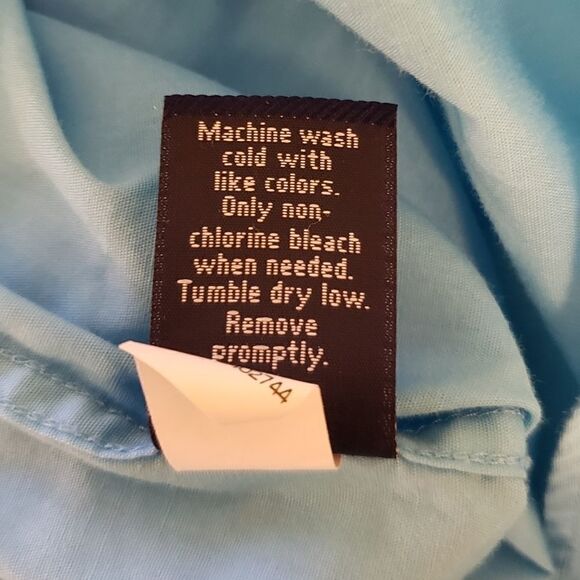 Machine wash
cold with
like colors.
Only non-
chlorine bleach
when needed.
Tumble dry low.
Remove
promptly.